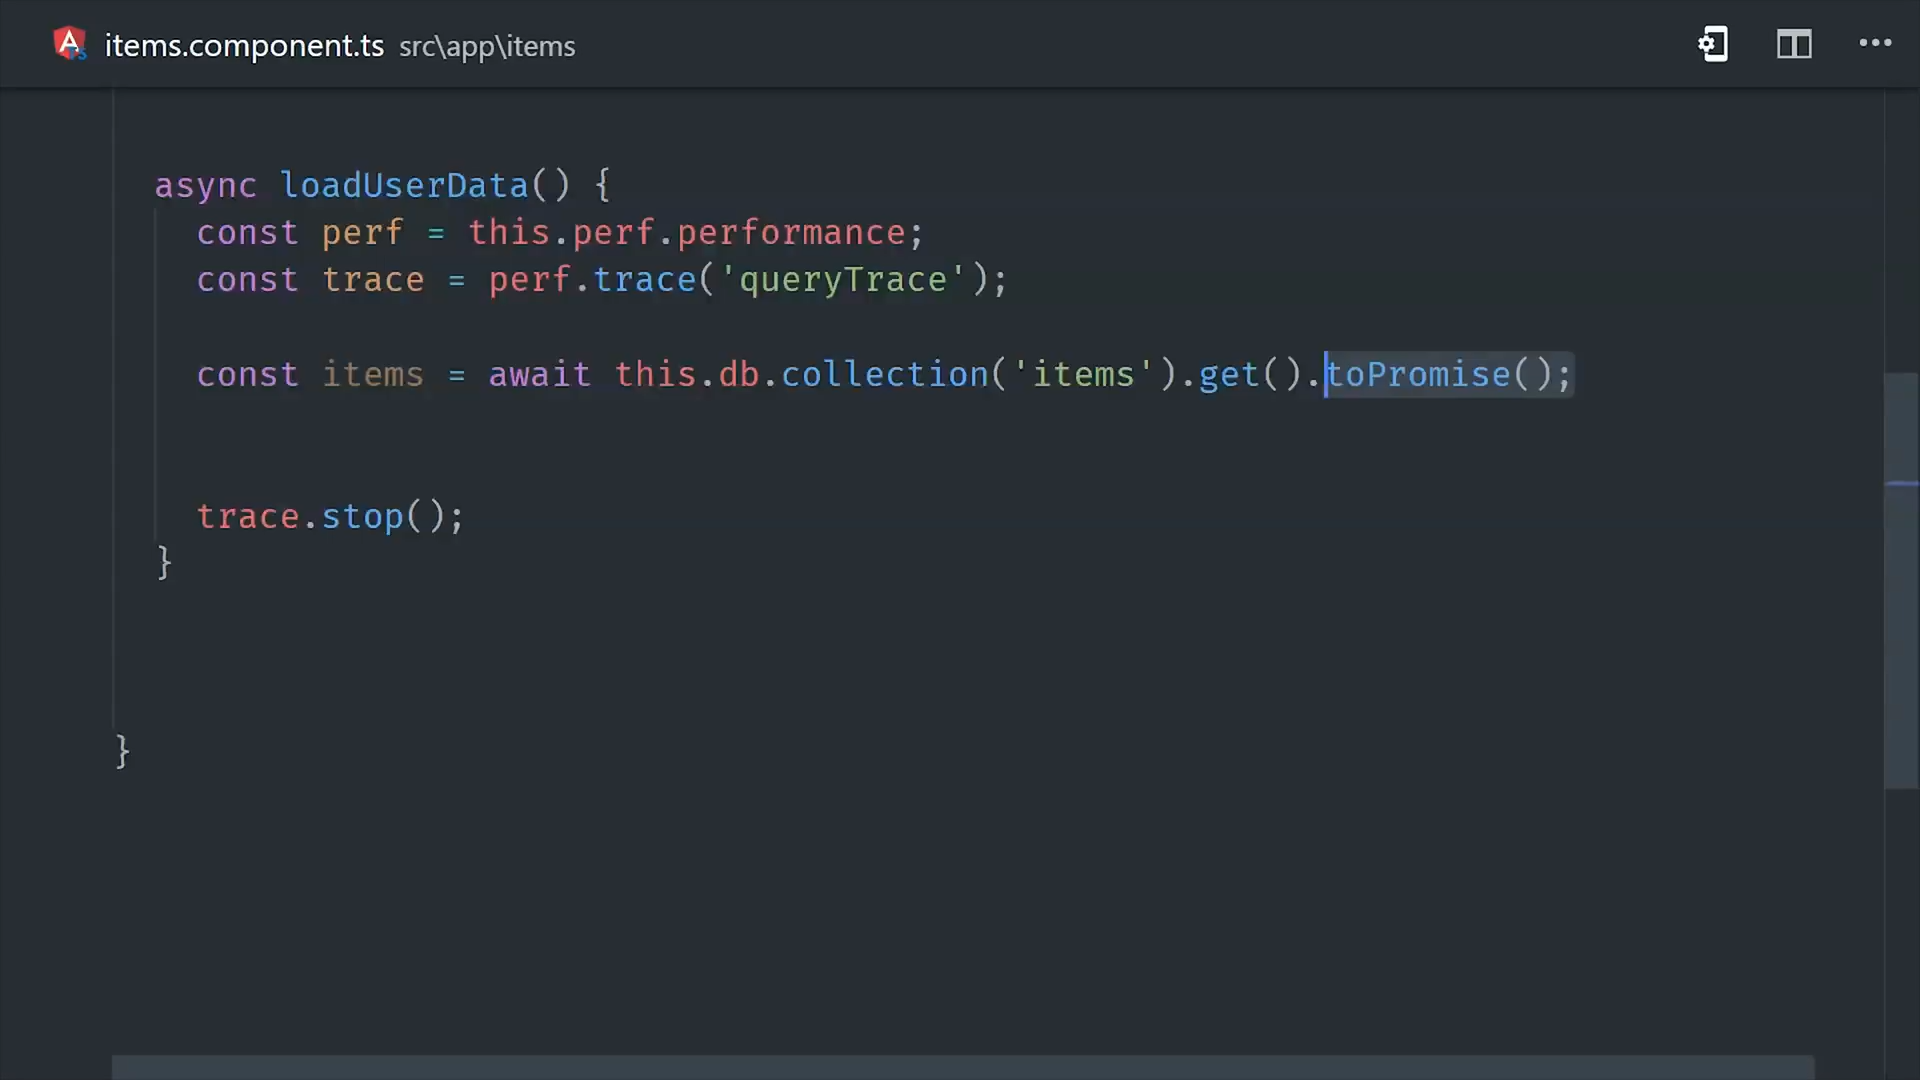 items.component.ts src\app\items
async loadUserData() {
const perf = this.perf.performance;
const trace = perf.trace('queryTrace');
const items = await this.db.collection('items').get().toPromise();
trace.stop();
}
}